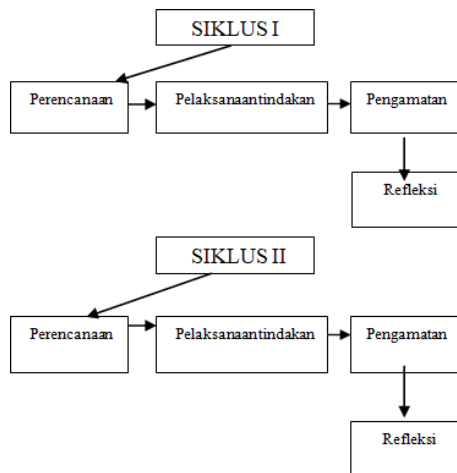 SIKLUS I
Perencanaan
Pelaksanaantindakan
Pengamatan
Refleksi
SIKLUS II
Perencanaan
Pelaksanaantindakan
Pengamatan
Refleksi